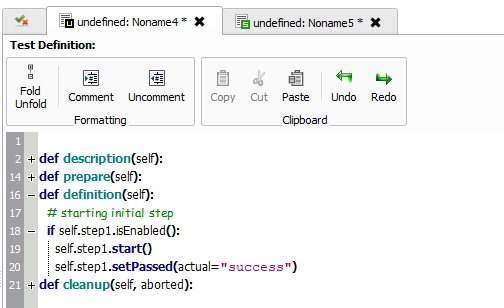 undefined: Noname4 *
undefined: Noname5 *
Test Definition:
Fold Unfold
Comment
Uncomment
Copy
Cut
Paste
Undo
Redo
Formatting
Clipboard
1
2 + def description(self):
14 + def prepare(self):
16 - def definition(self):
17 # starting initial step
18 - if self.step1.isEnabled():
19 self.step1.start()
20 self.step1.setPassed(actual="success")
21 + def cleanup(self, aborted):